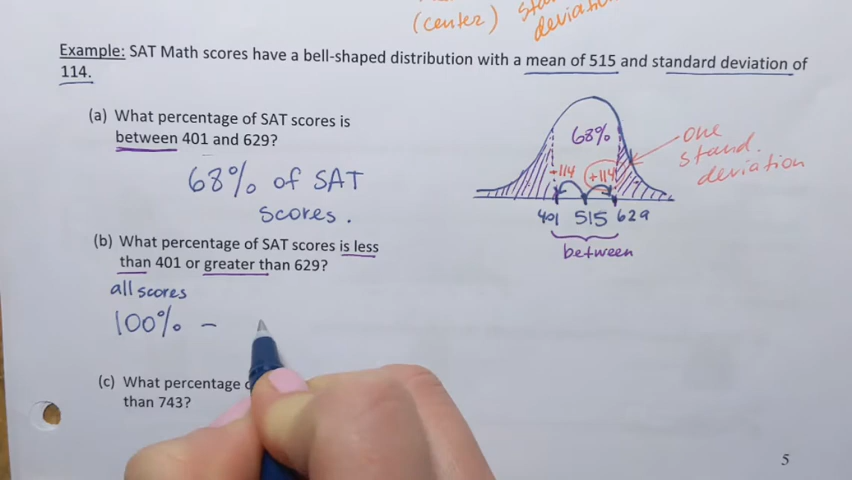 (center)
deviation
Example: SAT Math scores have a bell-shaped distribution with a mean of 515 and standard deviation of
114.
(a) What percentage of SAT scores is
between 401 and 629?
68% of SAT
scores.
68%
+114
401 515 629
between
one
stand.
deviation
(b) What percentage of SAT scores is less
than 401 or greater than 629?
all scores
100% -
(c) What percentage
than 743?
5